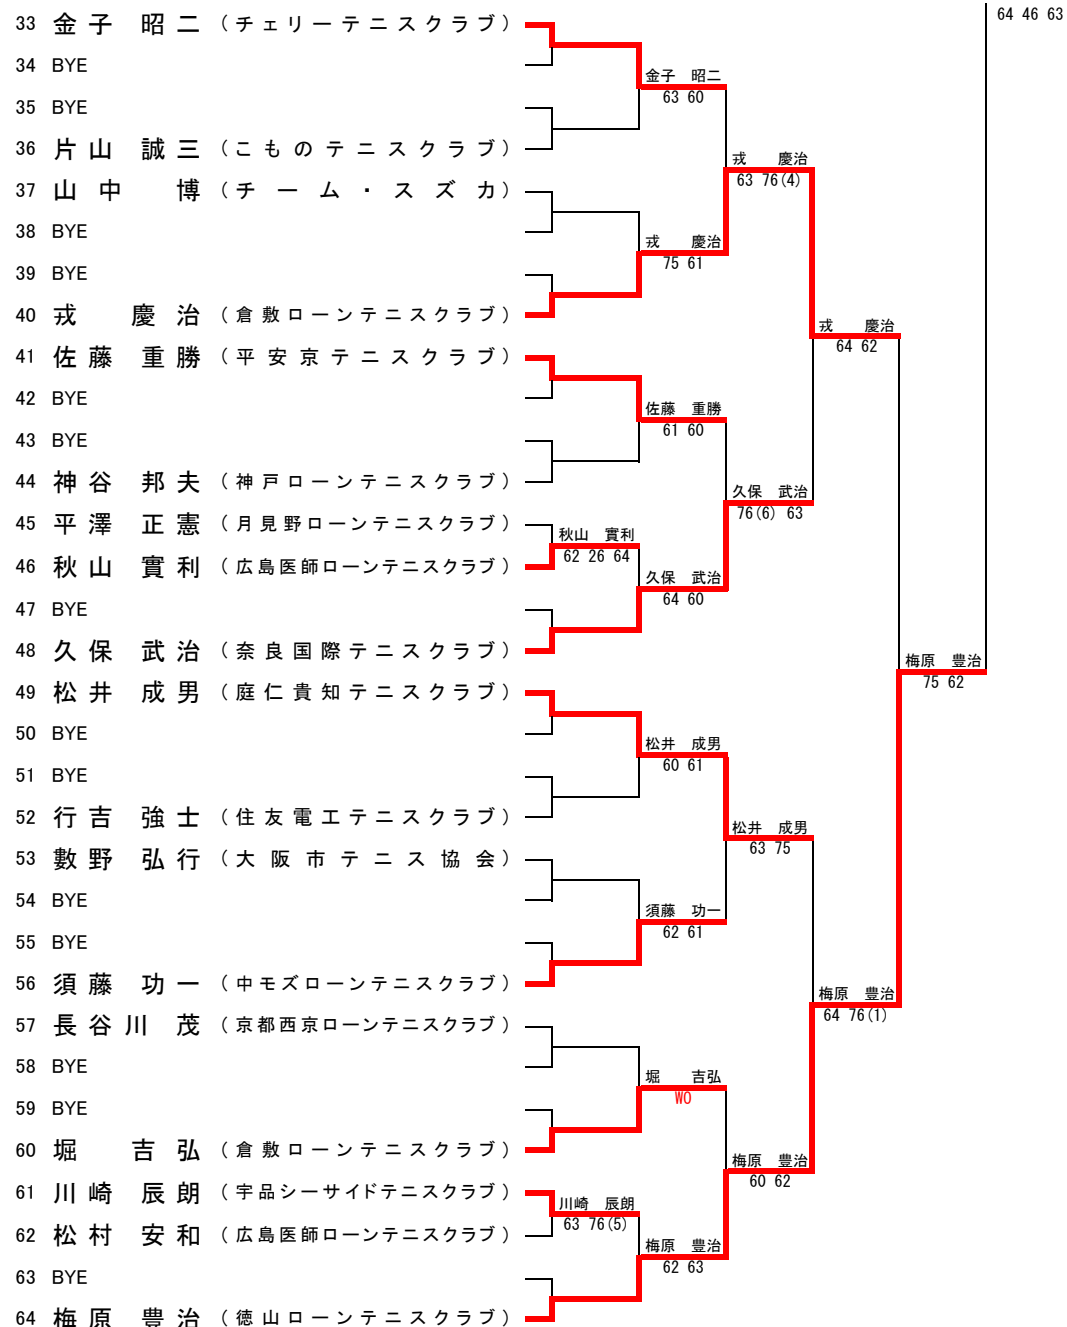 64 46 63
33 金子 昭二 (チェリーテニスクラブ)
34 BYE
金子 昭二
63 60
35 BYE
36 片山 誠三 (こものテニスクラブ)
戎 慶治
63 76(4)
37 山中 博 (チーム・スズカ)
38 BYE
戎 慶治
75 61
39 BYE
40 戎 慶治 (倉敷ローンテニスクラブ)
戎 慶治
64 62
41 佐藤 重勝 (平安京テニスクラブ)
42 BYE
佐藤 重勝
61 60
43 BYE
44 神谷 邦夫 (神戸ローンテニスクラブ)
久保 武治
76(6) 63
45 平澤 正憲 (月見野ローンテニスクラブ)
秋山 實利
62 26 64
46 秋山 實利 (広島医師ローンテニスクラブ)
久保 武治
64 60
47 BYE
48 久保 武治 (奈良国際テニスクラブ)
梅原 豊治
75 62
49 松井 成男 (庭仁貴知テニスクラブ)
50 BYE
松井 成男
60 61
51 BYE
52 行吉 強士 (住友電工テニスクラブ)
松井 成男
63 75
53 數野 弘行 (大阪市テニス協会)
54 BYE
須藤 功一
62 61
55 BYE
56 須藤 功一 (中モズローンテニスクラブ)
梅原 豊治
64 76(1)
57 長谷川 茂 (京都西京ローンテニスクラブ)
58 BYE
堀 吉弘
WO
59 BYE
60 堀 吉弘 (倉敷ローンテニスクラブ)
梅原 豊治
60 62
61 川崎 辰朗 (宇品シーサイドテニスクラブ)
川崎 辰朗
63 76(5)
62 松村 安和 (広島医師ローンテニスクラブ)
梅原 豊治
62 63
63 BYE
64 梅原 豊治 (徳山ローンテニスクラブ)